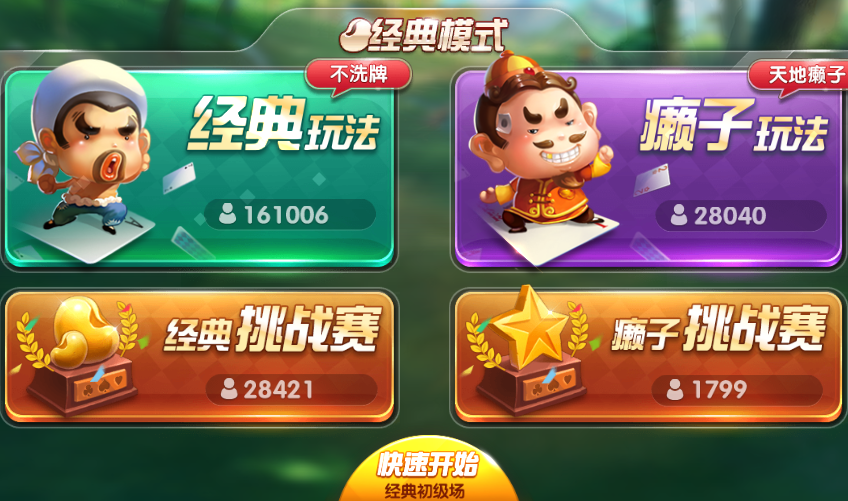 经典模式
不洗牌
经典玩法
161006
天地癞子
癞子玩法
28040
经典挑战赛
28421
癞子挑战赛
1799
快速开始
经典初级场